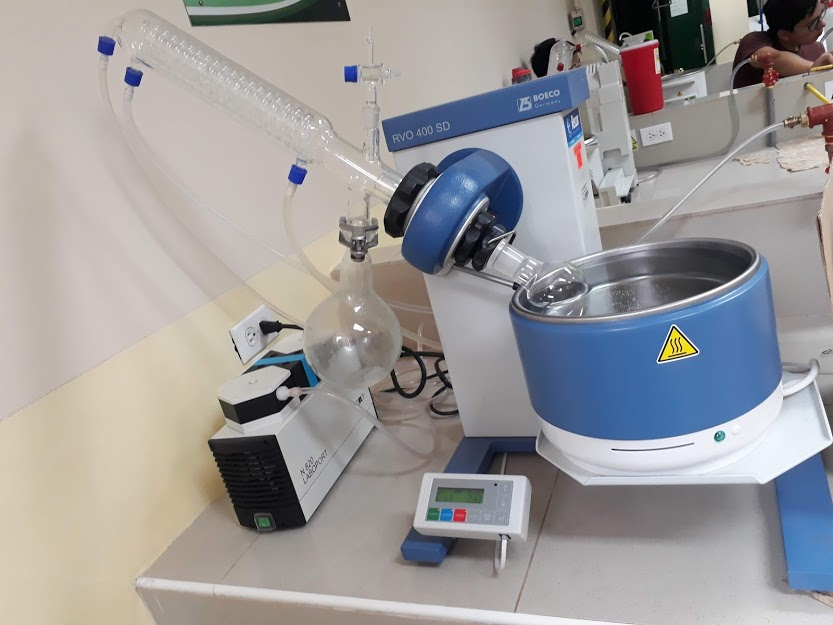 BOECO
Germany
RVO 400 SD
N 820
LABOPORT